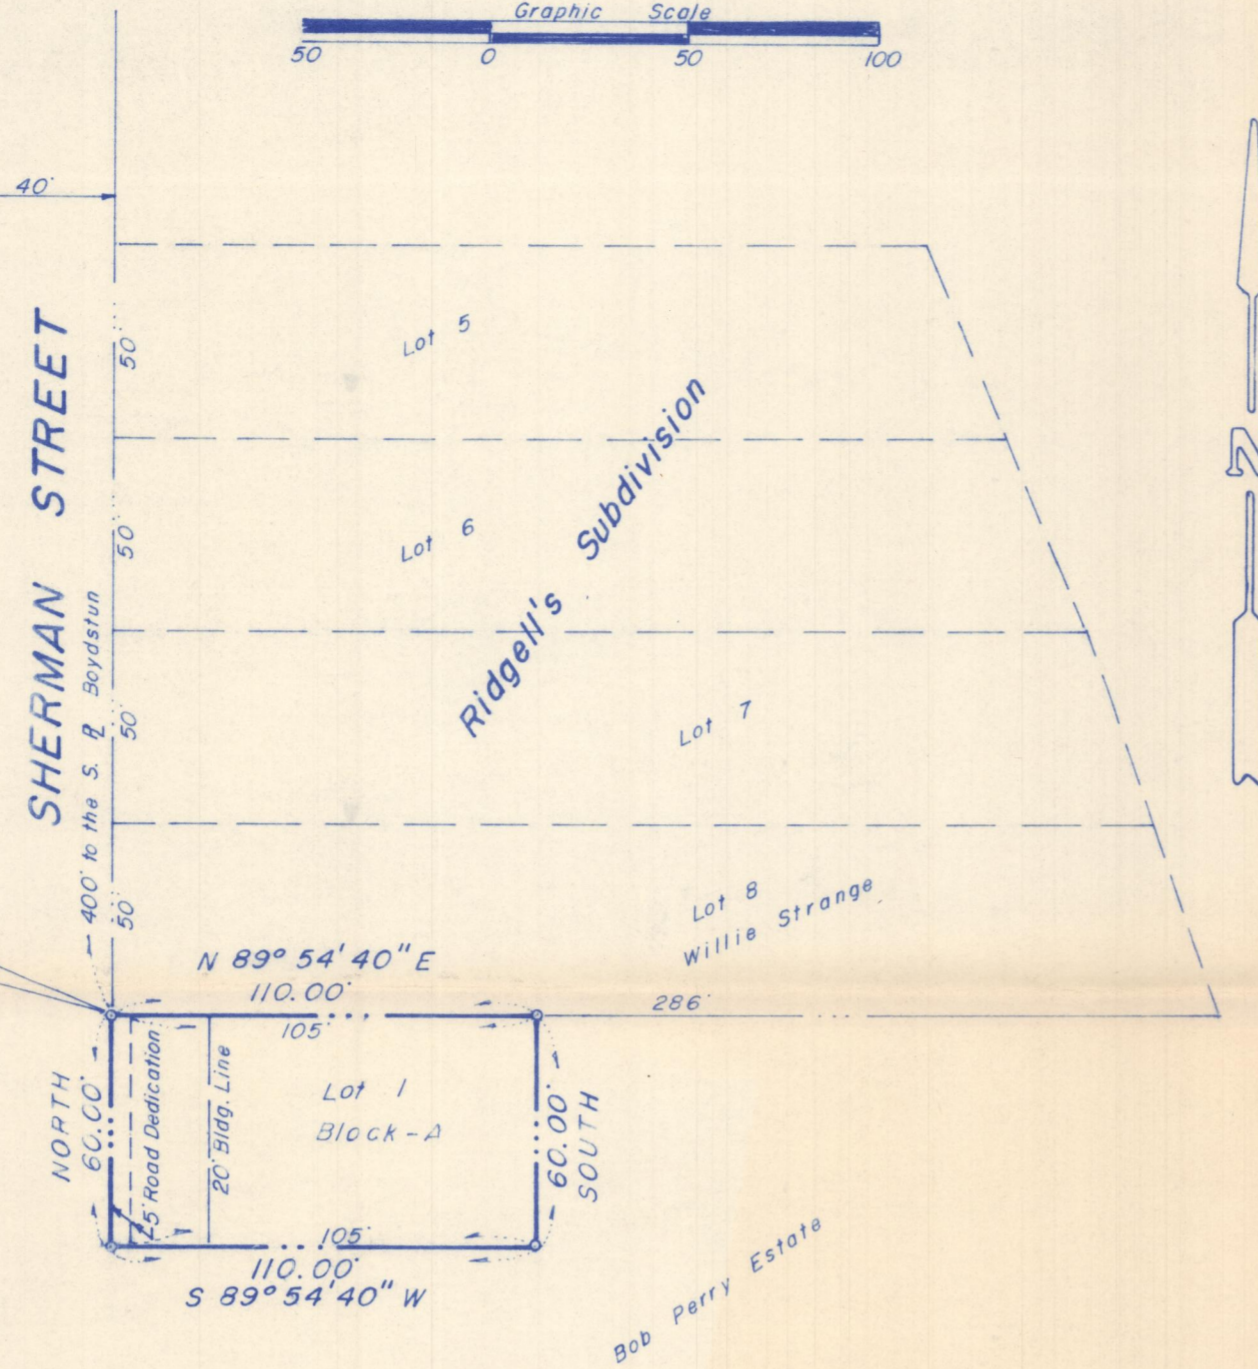 Graphic Scale
50 0 50 100
40'
SHERMAN STREET
400' to the S. PL Boydstun
50'
Lot 5
50'
Lot 6
Ridgell's Subdivision
50'
Lot 7
50'
Lot 8
Willie Strange
N 89° 54' 40" E
110.00'
286'
105'
NORTH
60.00'
5' Road Dedication
20' Bldg. Line
Lot 1
Block-A
60.00'
SOUTH
105'
110.00'
S 89° 54' 40" W
Bob Perry Estate
N